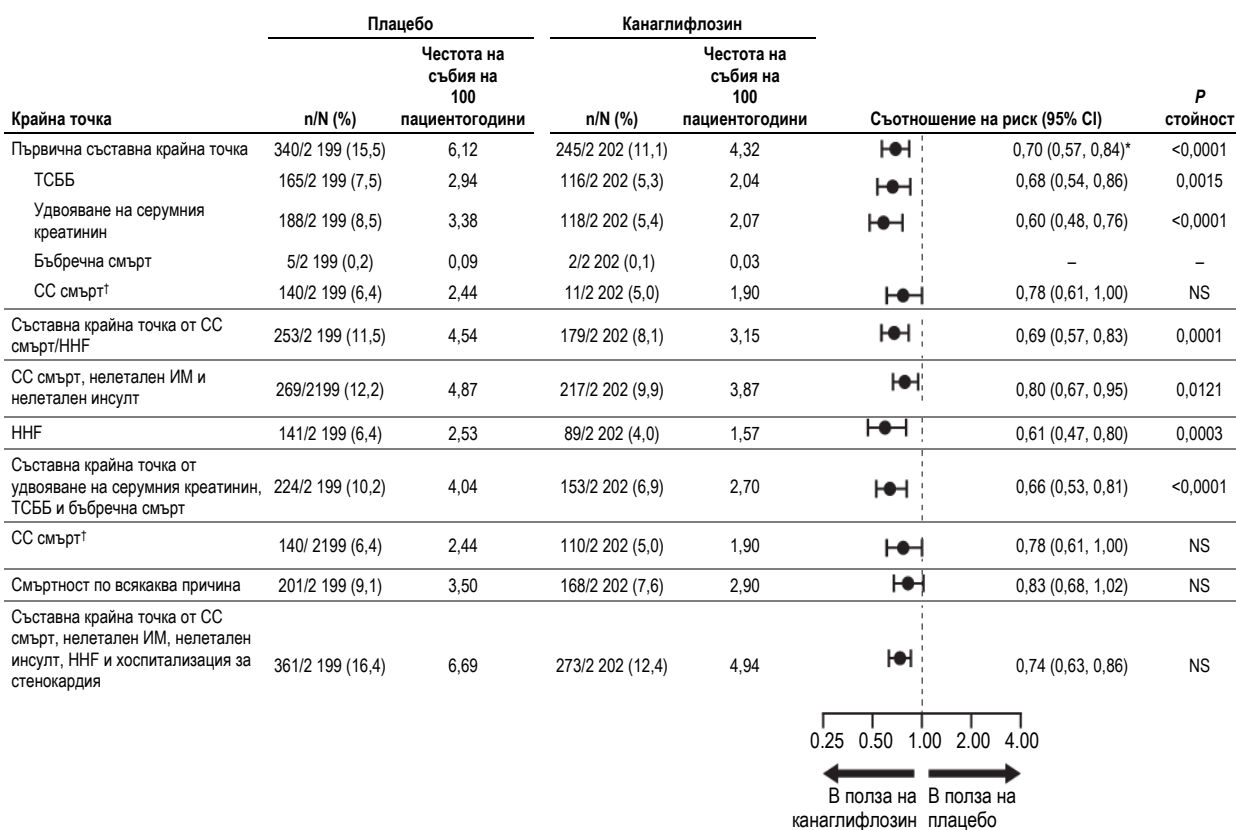 Плацебо Канаглифлозин
Крайна точка n/N (%) Честота на събия на 100 пациентогодини n/N (%) Честота на събия на 100 пациентогодини Съотношение на риск (95% CI) P стойност
Първична съставна крайна точка 340/2 199 (15,5) 6,12 245/2 202 (11,1) 4,32 0,70 (0,57, 0,84)* <0,0001
ТСББ 165/2 199 (7,5) 2,94 116/2 202 (5,3) 2,04 0,68 (0,54, 0,86) 0,0015
Удвояване на серумния
креатинин 188/2 199 (8,5) 3,38 118/2 202 (5,4) 2,07 0,60 (0,48, 0,76) <0,0001
Бъбречна смърт 5/2 199 (0,2) 0,09 2/2 202 (0,1) 0,03 – –
СС смърт† 140/2 199 (6,4) 2,44 11/2 202 (5,0) 1,90 0,78 (0,61, 1,00) NS
Съставна крайна точка от СС
смърт/HHF 253/2 199 (11,5) 4,54 179/2 202 (8,1) 3,15 0,69 (0,57, 0,83) 0,0001
СС смърт, нелетален ИМ и
нелетален инсулт 269/2199 (12,2) 4,87 217/2 202 (9,9) 3,87 0,80 (0,67, 0,95) 0,0121
HHF 141/2 199 (6,4) 2,53 89/2 202 (4,0) 1,57 0,61 (0,47, 0,80) 0,0003
Съставна крайна точка от
удвояване на серумния креатинин, 224/2 199 (10,2) 4,04 153/2 202 (6,9) 2,70 0,66 (0,53, 0,81) <0,0001
ТСББ и бъбречна смърт
СС смърт† 140/ 2199 (6,4) 2,44 110/2 202 (5,0) 1,90 0,78 (0,61, 1,00) NS
Смъртност по всякаква причина 201/2 199 (9,1) 3,50 168/2 202 (7,6) 2,90 0,83 (0,68, 1,02) NS
Съставна крайна точка от СС
смърт, нелетален ИМ, нелетален
инсулт, HHF и хоспитализация за 361/2 199 (16,4) 6,69 273/2 202 (12,4) 4,94 0,74 (0,63, 0,86) NS
стенокардия
0.25 0.50 1.00 2.00 4.00
В полза на В полза на
канаглифлозин плацебо